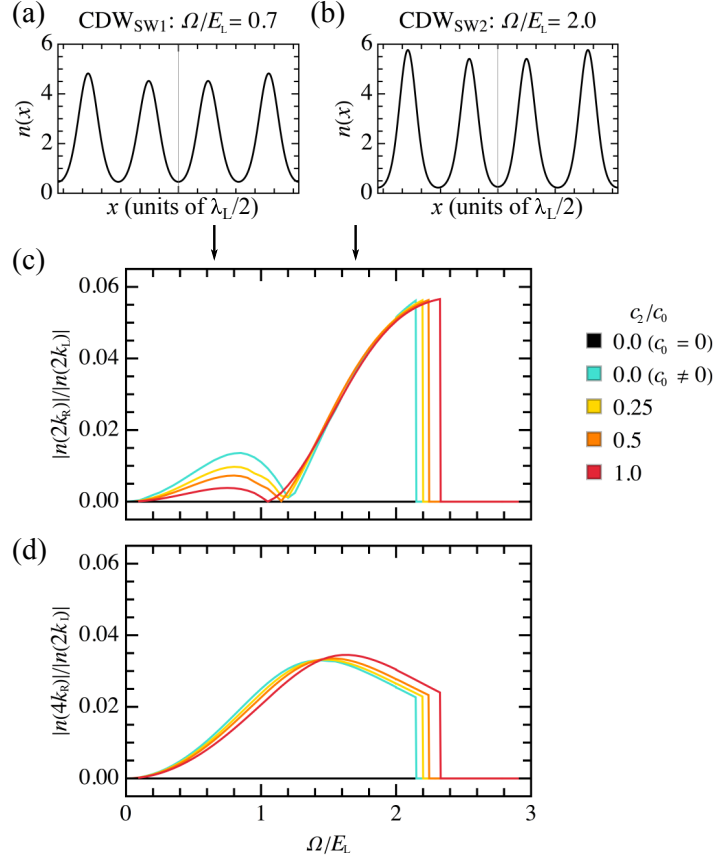 (a) CDW_SW1: Ω/E_L = 0.7
(b) CDW_SW2: Ω/E_L = 2.0
n(x)
6
4
2
0
x (units of λ_L/2)
n(x)
6
4
2
0
x (units of λ_L/2)
(c)
|n(2k_R)|/|n(2k_L)|
0.06
0.04
0.02
0.00
c_2/c_0
0.0 (c_0 = 0)
0.0 (c_0 ≠ 0)
0.25
0.5
1.0
(d)
|n(4k_R)|/|n(2k_L)|
0.06
0.04
0.02
0.00
0 1 2 3
Ω/E_L